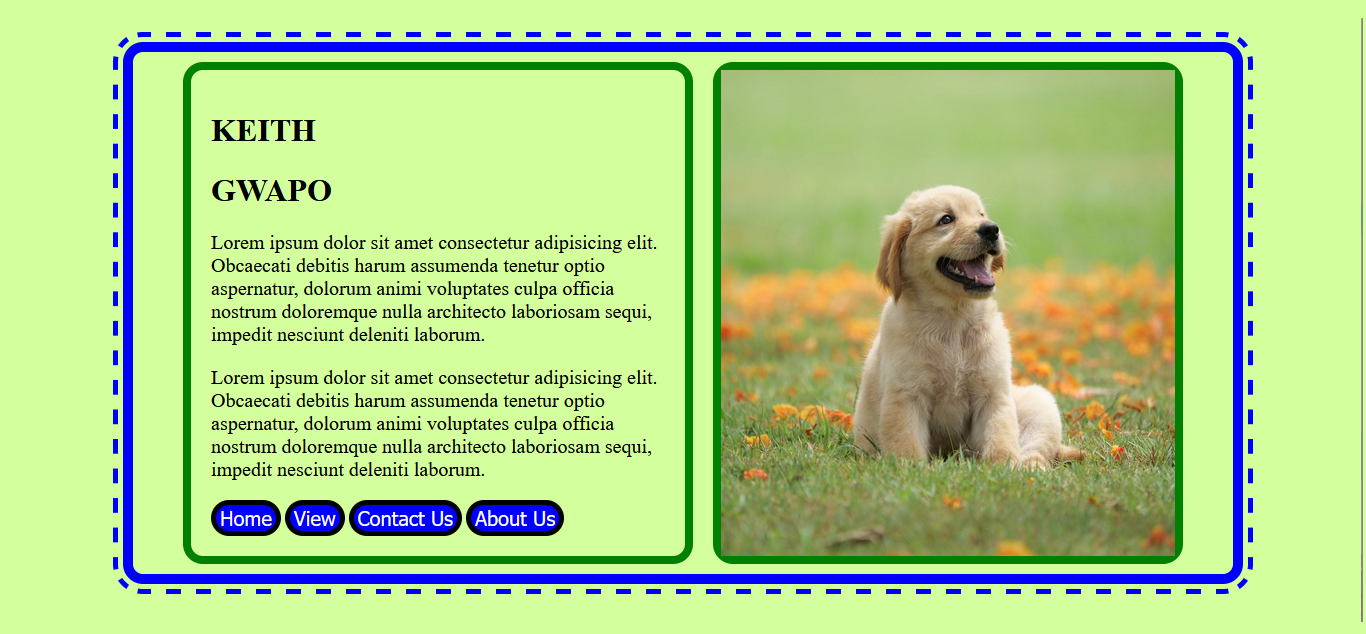 KEITH
GWAPO
Lorem ipsum dolor sit amet consectetur adipisicing elit.
Obcaecati debitis harum assumenda tenetur optio
aspernatur, dolorum animi voluptates culpa officia
nostrum doloremque nulla architecto laboriosam sequi,
impedit nesciunt deleniti laborum.
Lorem ipsum dolor sit amet consectetur adipisicing elit.
Obcaecati debitis harum assumenda tenetur optio
aspernatur, dolorum animi voluptates culpa officia
nostrum doloremque nulla architecto laboriosam sequi,
impedit nesciunt deleniti laborum.
Home View Contact Us About Us